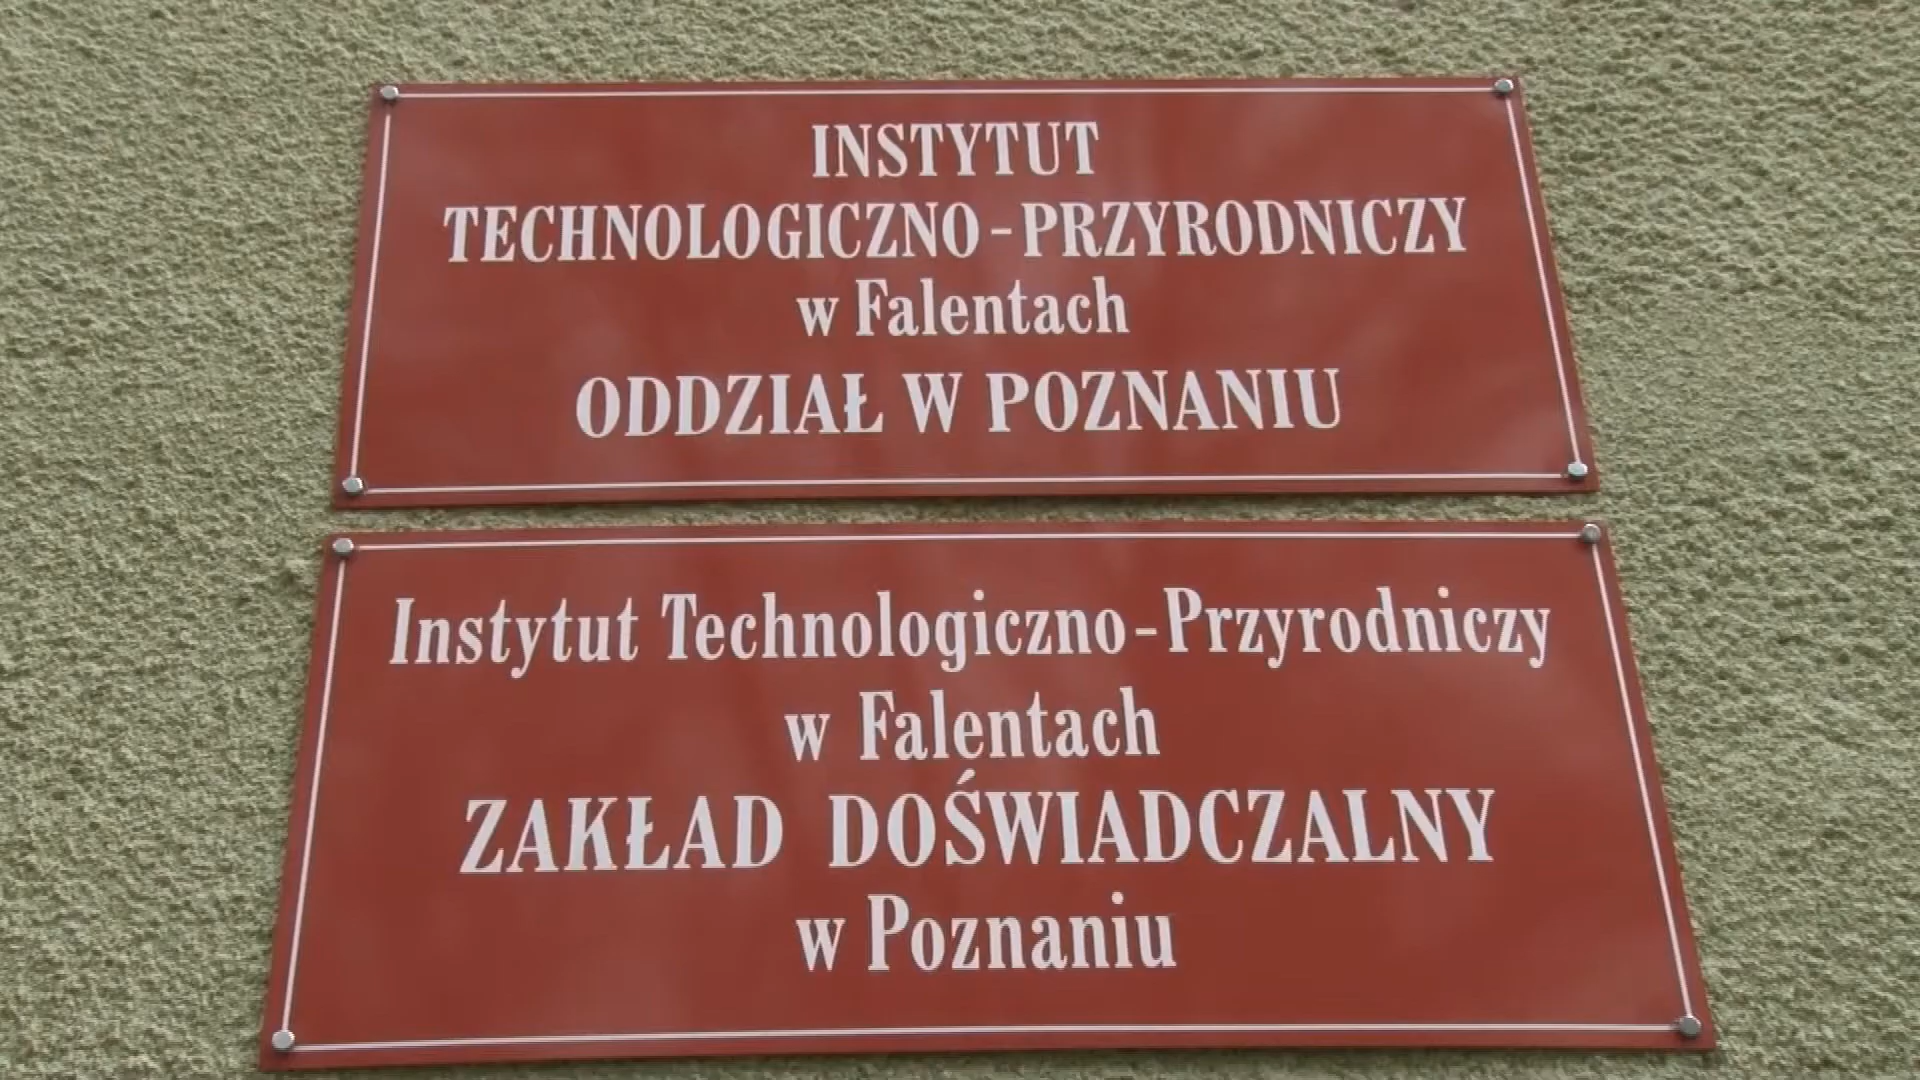 INSTYTUT
TECHNOLOGICZNO-PRZYRODNICZY
w Falentach
ODDZIAŁ W POZNANIU
Instytut Technologiczno-Przyrodniczy
w Falentach
ZAKŁAD DOŚWIADCZALNY
w Poznaniu